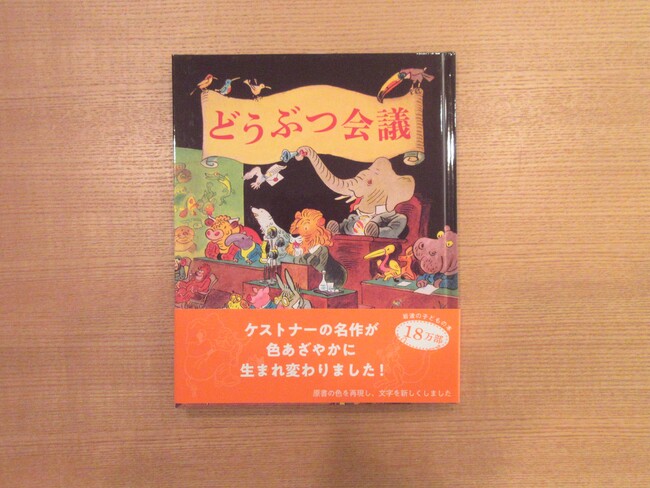 どうぶつ会議
ケストナーの名作が
色あざやかに
生まれ変わりました！
18万部
原書の色を再現し、文字を新しくしました